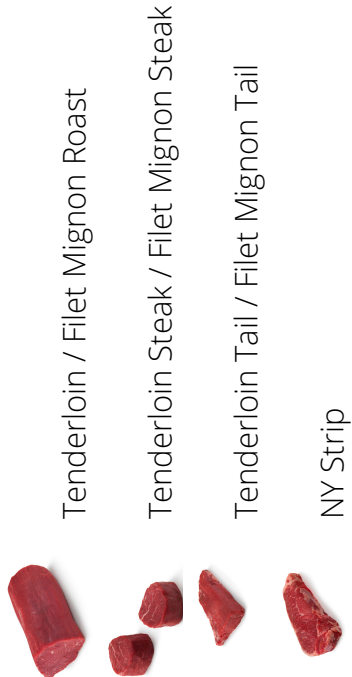 Tenderloin / Filet Mignon Roast
Tenderloin Steak / Filet Mignon Steak
Tenderloin Tail / Filet Mignon Tail
NY Strip